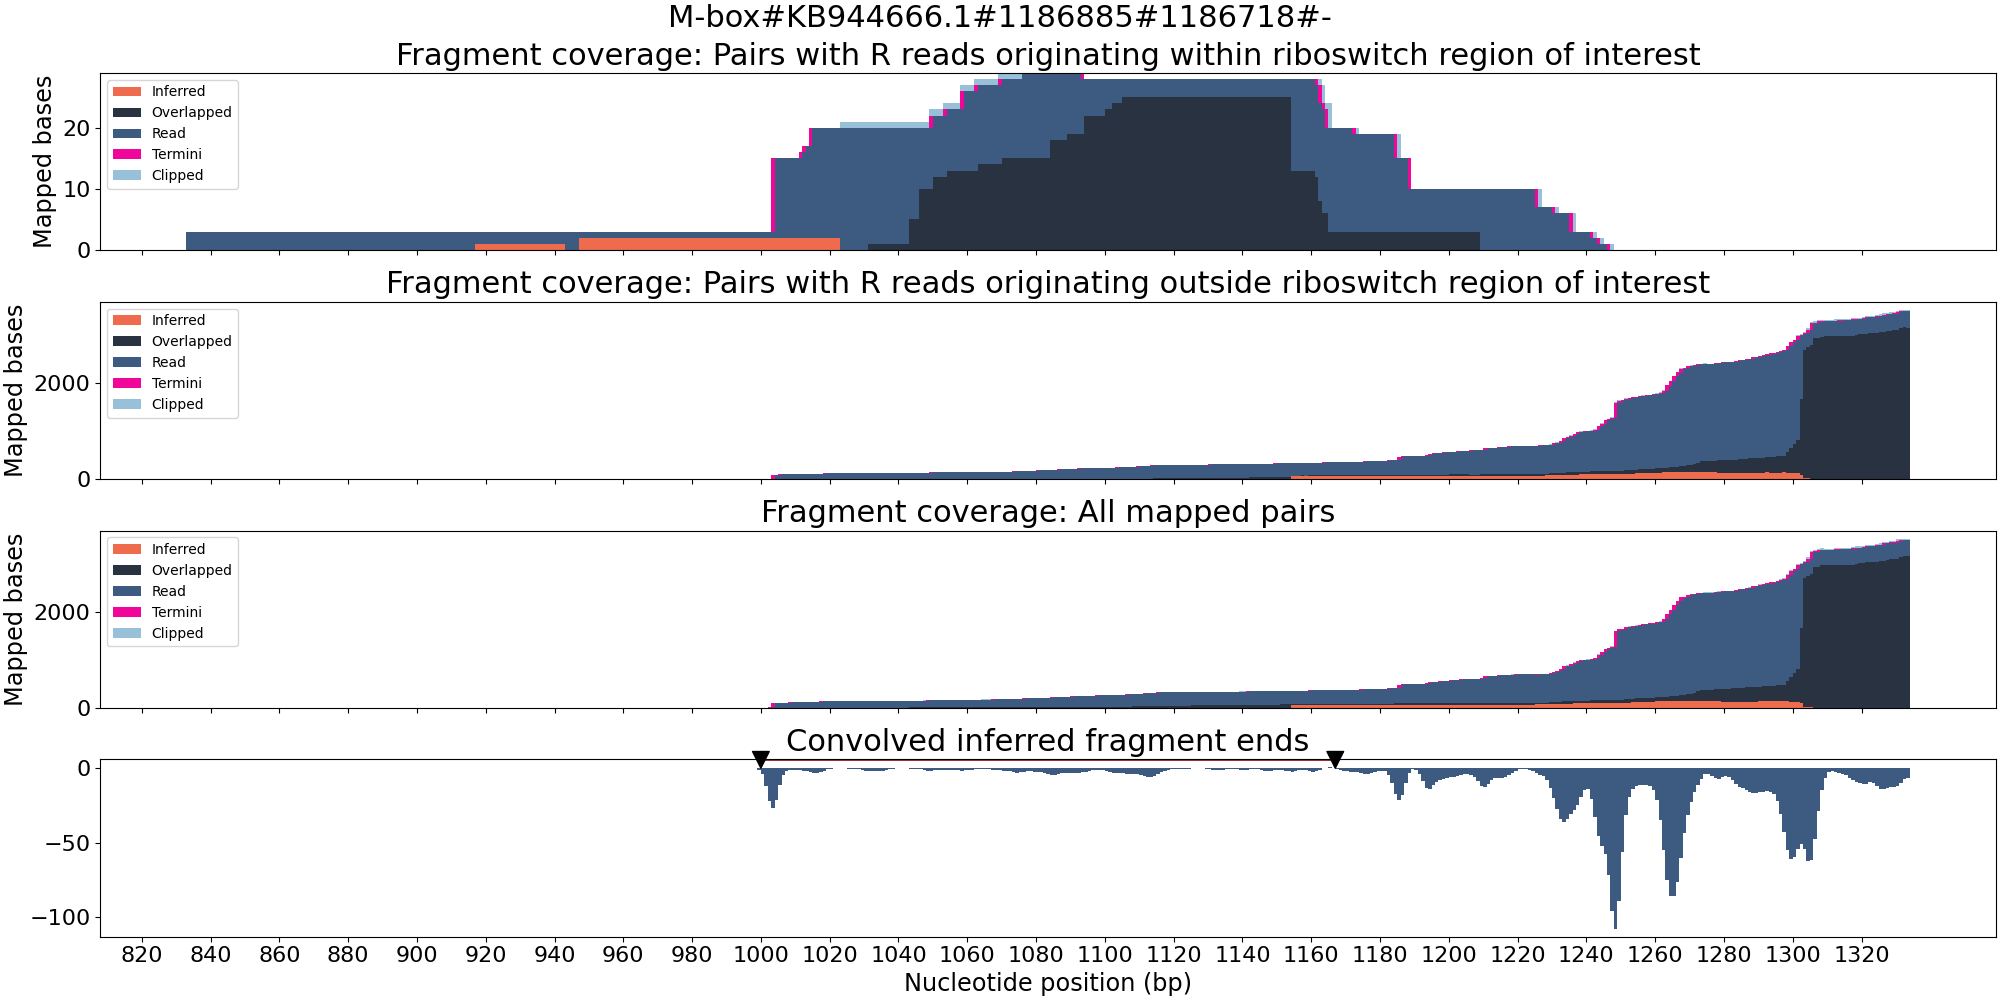 M-box#KB944666.1#1186885#1186718#-
Fragment coverage: Pairs with R reads originating within riboswitch region of interest
Mapped bases
20
10
0
Inferred
Overlapped
Read
Termini
Clipped
Fragment coverage: Pairs with R reads originating outside riboswitch region of interest
Mapped bases
2000
0
Inferred
Overlapped
Read
Termini
Clipped
Fragment coverage: All mapped pairs
Mapped bases
2000
0
Inferred
Overlapped
Read
Termini
Clipped
Convolved inferred fragment ends
0
−50
−100
820 840 860 880 900 920 940 960 980 1000 1020 1040 1060 1080 1100 1120 1140 1160 1180 1200 1220 1240 1260 1280 1300 1320
Nucleotide position (bp)